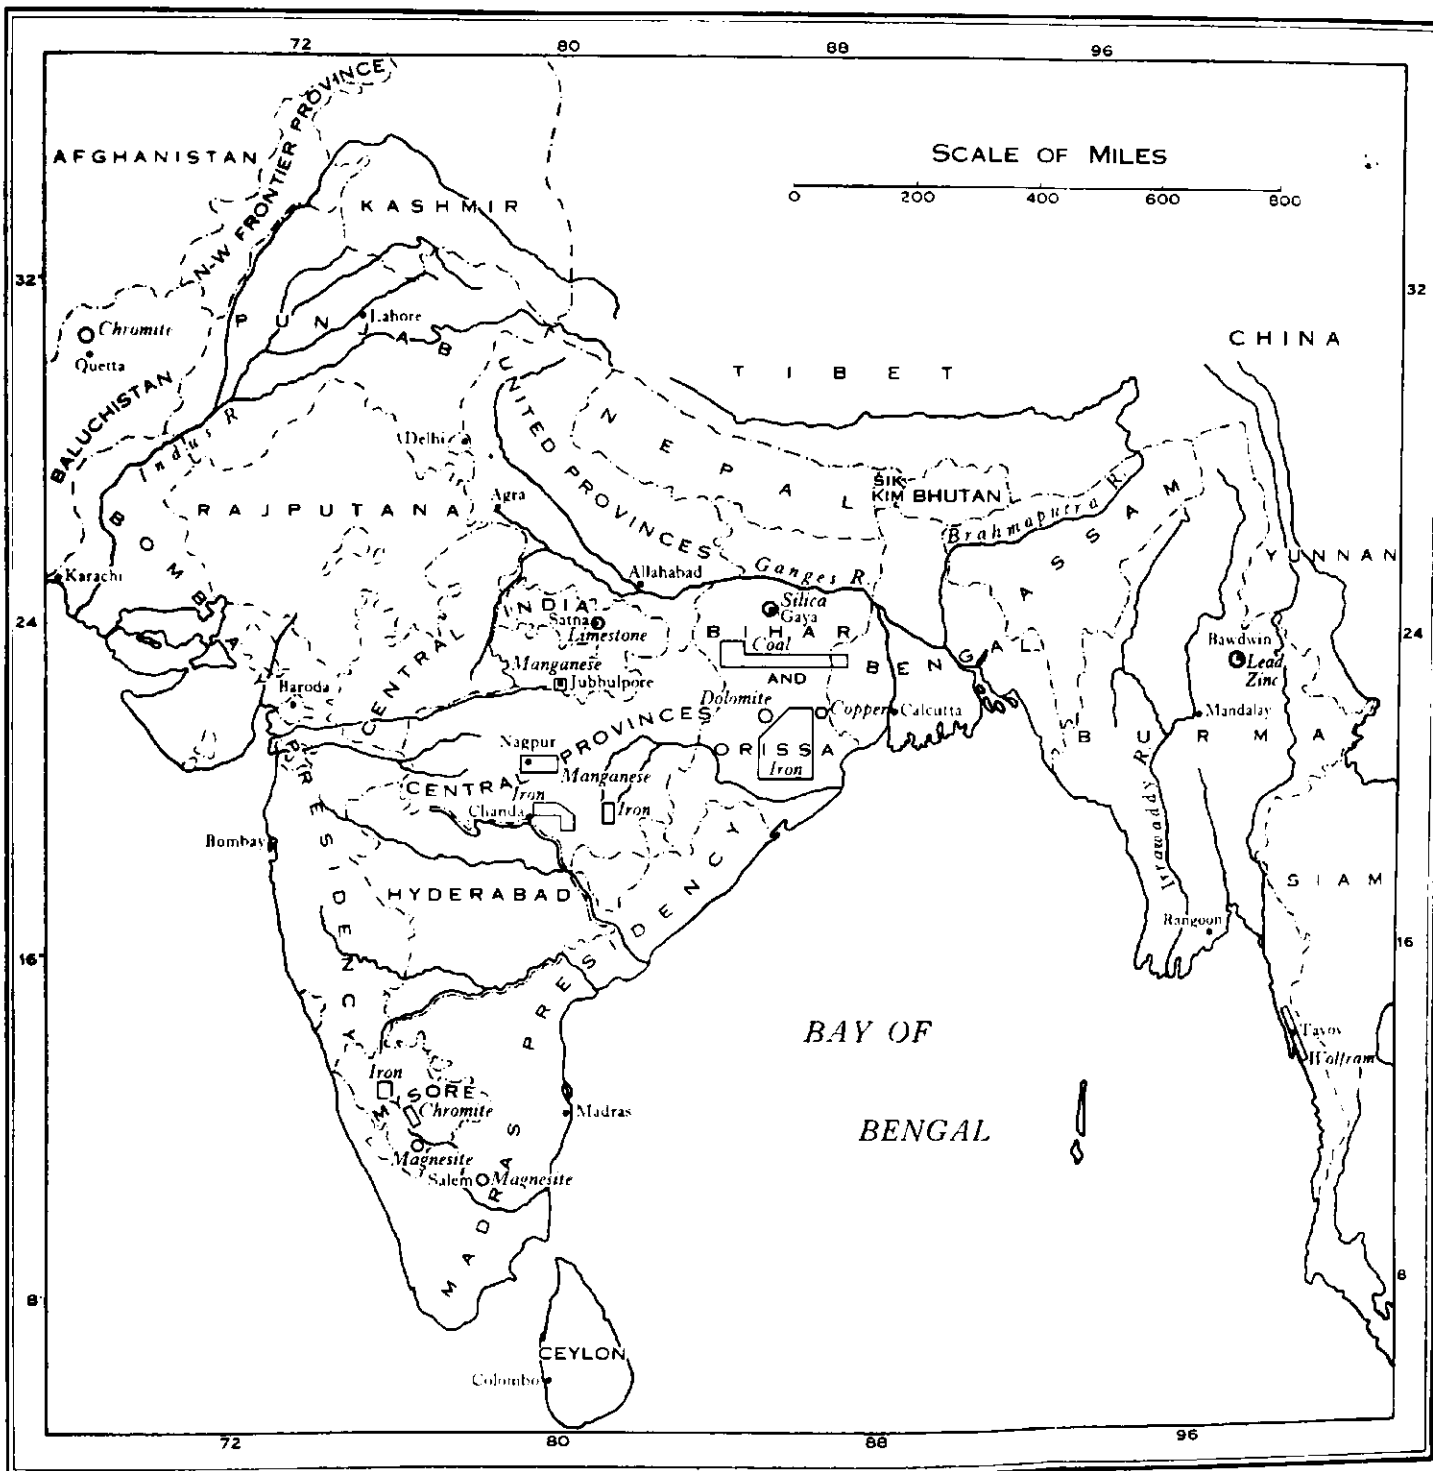 72 80 88 96
AFGHANISTAN
N-W FRONTIER PROVINCE
KASHMIR
SCALE OF MILES
0 200 400 600 800
32 32
Chromite
Quetta
PUNJAB
Lahore
CHINA
TIBET
BALUCHISTAN
Indus R
Delhi
UNITED PROVINCES
NEPAL
SIK
KIM
BHUTAN
Brahmaputra R.
ASSAM
RAJPUTANA
Agra
YUNNAN
BOMBAY PRESIDENCY
Karachi
Allahabad
Ganges R.
24 24
CENTRAL INDIA
Satna
Limestone
Silica
Gaya
BIHAR
AND
ORISSA
Coal
BENGAL
Bawdwin
Lead
Zinc
Manganese
Jubbulpore
Baroda
Dolomite
Copper
Calcutta
Mandalay
BURMA
CENTRAL PROVINCES
Nagpur
Manganese
Iron
Iron
Chanda
Iron
Bombay
HYDERABAD
Irrawaddy R
SIAM
Rangoon
16 16
MADRAS PRESIDENCY
BAY OF
BENGAL
Tavoy
Wolfram
Iron
MYSORE
Chromite
Madras
Magnesite
Salem
Magnesite
8 8
CEYLON
Colombo
72 80 88 96